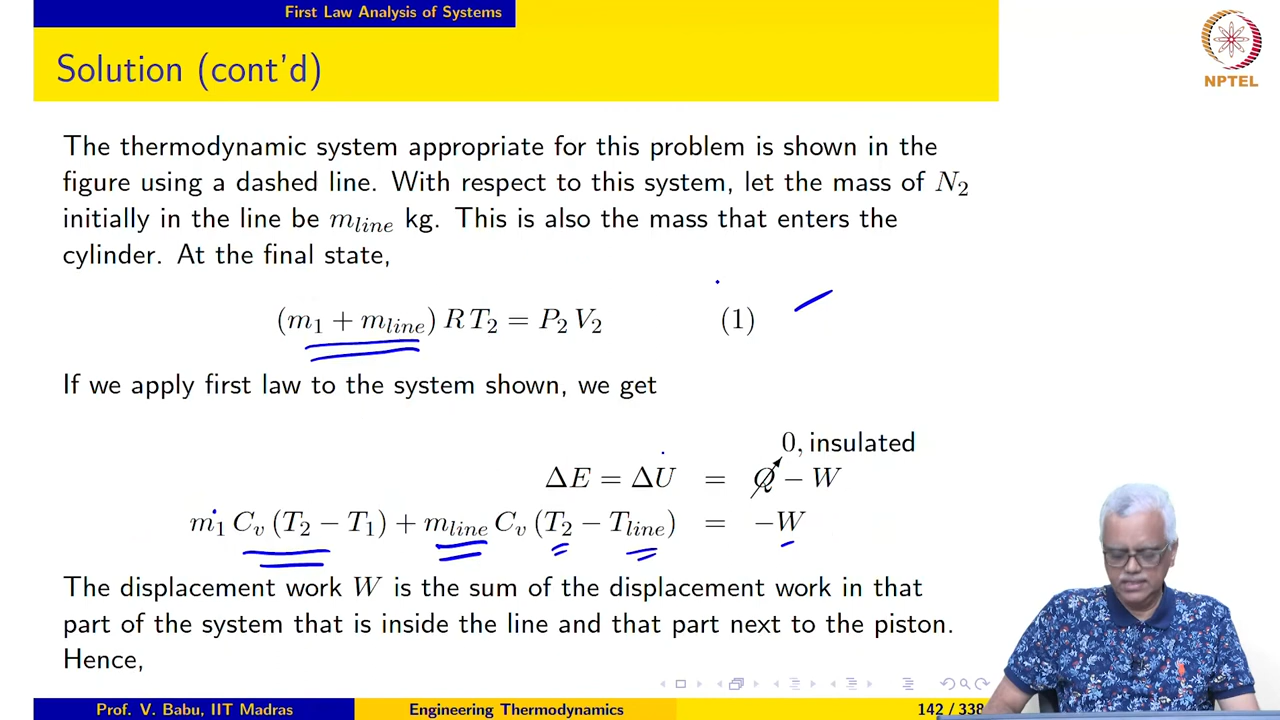 First Law Analysis of Systems
Solution (cont'd)
NPTEL
The thermodynamic system appropriate for this problem is shown in the
figure using a dashed line. With respect to this system, let the mass of N₂
initially in the line be m_line kg. This is also the mass that enters the
cylinder. At the final state,
(m₁ + m_line) R T₂ = P₂ V₂ (1)
If we apply first law to the system shown, we get
0, insulated
ΔE = ΔU = Q − W
m₁ C_v (T₂ − T₁) + m_line C_v (T₂ − T_line) = −W
The displacement work W is the sum of the displacement work in that
part of the system that is inside the line and that part next to the piston.
Hence,
Prof. V. Babu, IIT Madras Engineering Thermodynamics 142 / 338